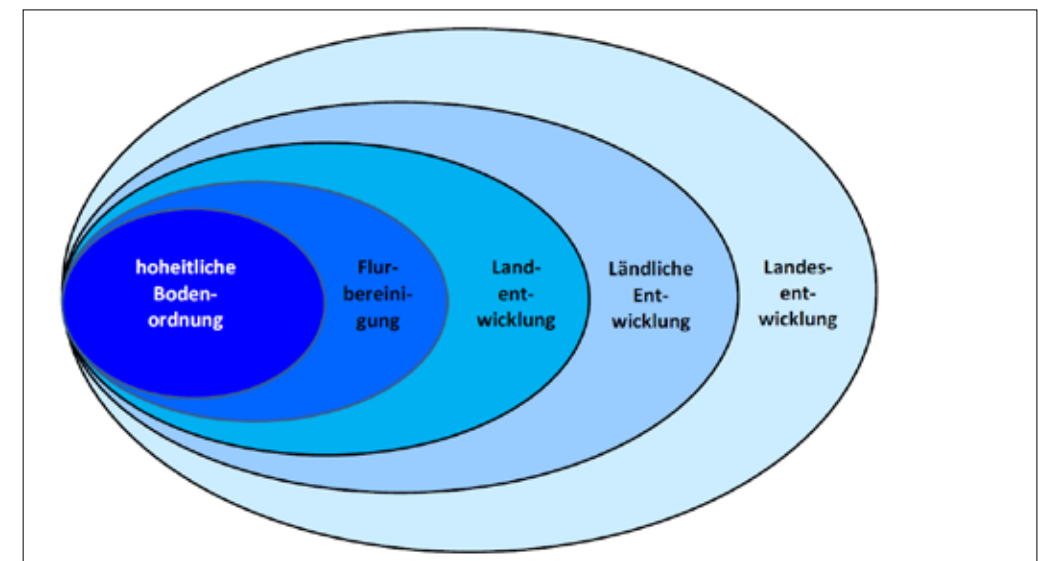 hoheitliche
Boden-
ordnung
Flur-
bereini-
gung
Land-
ent-
wicklung
Ländliche
Ent-
wicklung
Landes-
ent-
wicklung